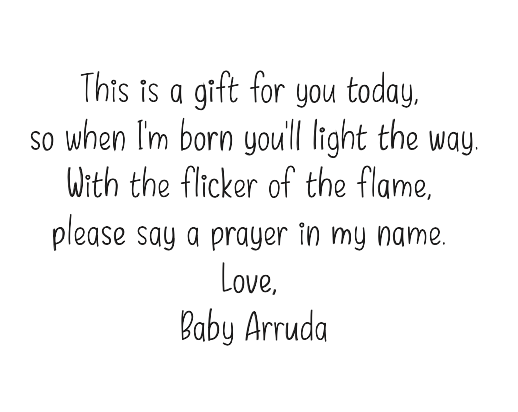 This is a gift for you today,
so when I'm born you'll light the way.
With the flicker of the flame,
please say a prayer in my name.
Love,
Baby Arruda